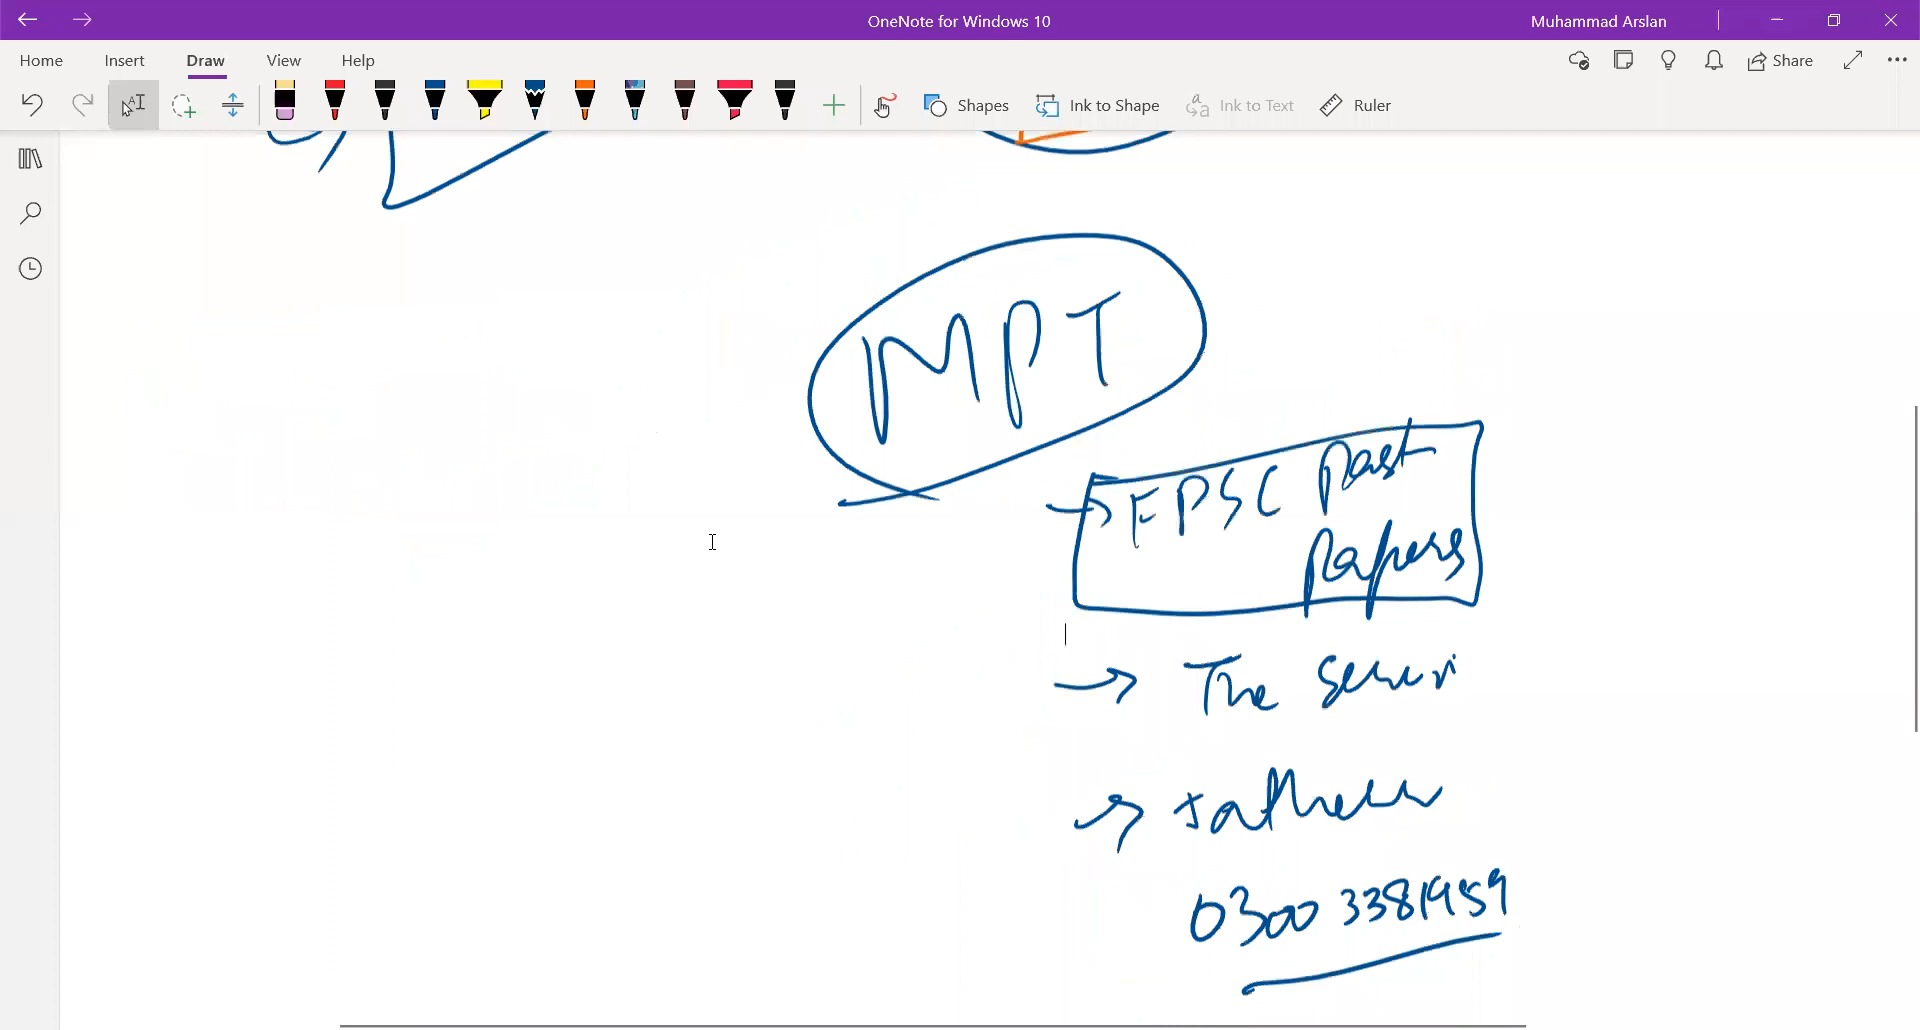 OneNote for Windows 10
Muhammad Arslan
Home Insert Draw View Help
Share
Shapes Ink to Shape Ink to Text Ruler
MPT
→ FPSC Past
Papers
→ The
→
0300 3381959